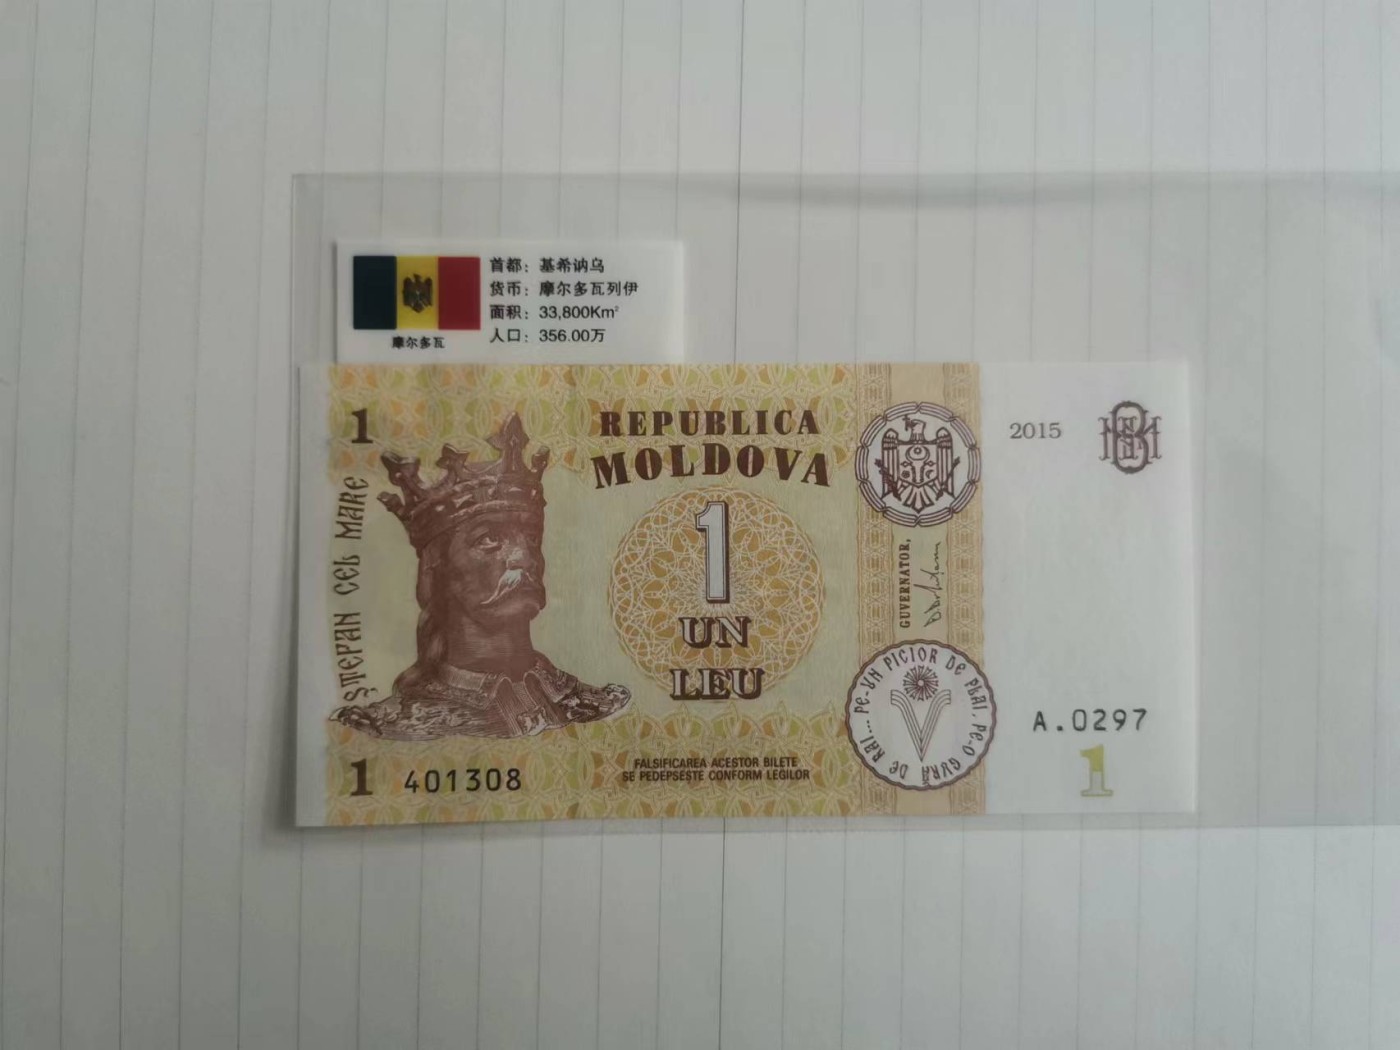 首都：基希讷乌
货币：摩尔多瓦列伊
面积：33,800Km²
人口：356.00万
摩尔多瓦
1
REPUBLICA
MOLDOVA
2015
ŞTEPAN CEL MARE
1
UN
LEU
GUVERNATOR,
PE-UN PICIOR DE PLAI, PE-O GURĂ DE RAI...
A.0297
1
1 401308
FALSIFICAREA ACESTOR BILETE
SE PEDEPSEŞTE CONFORM LEGILOR